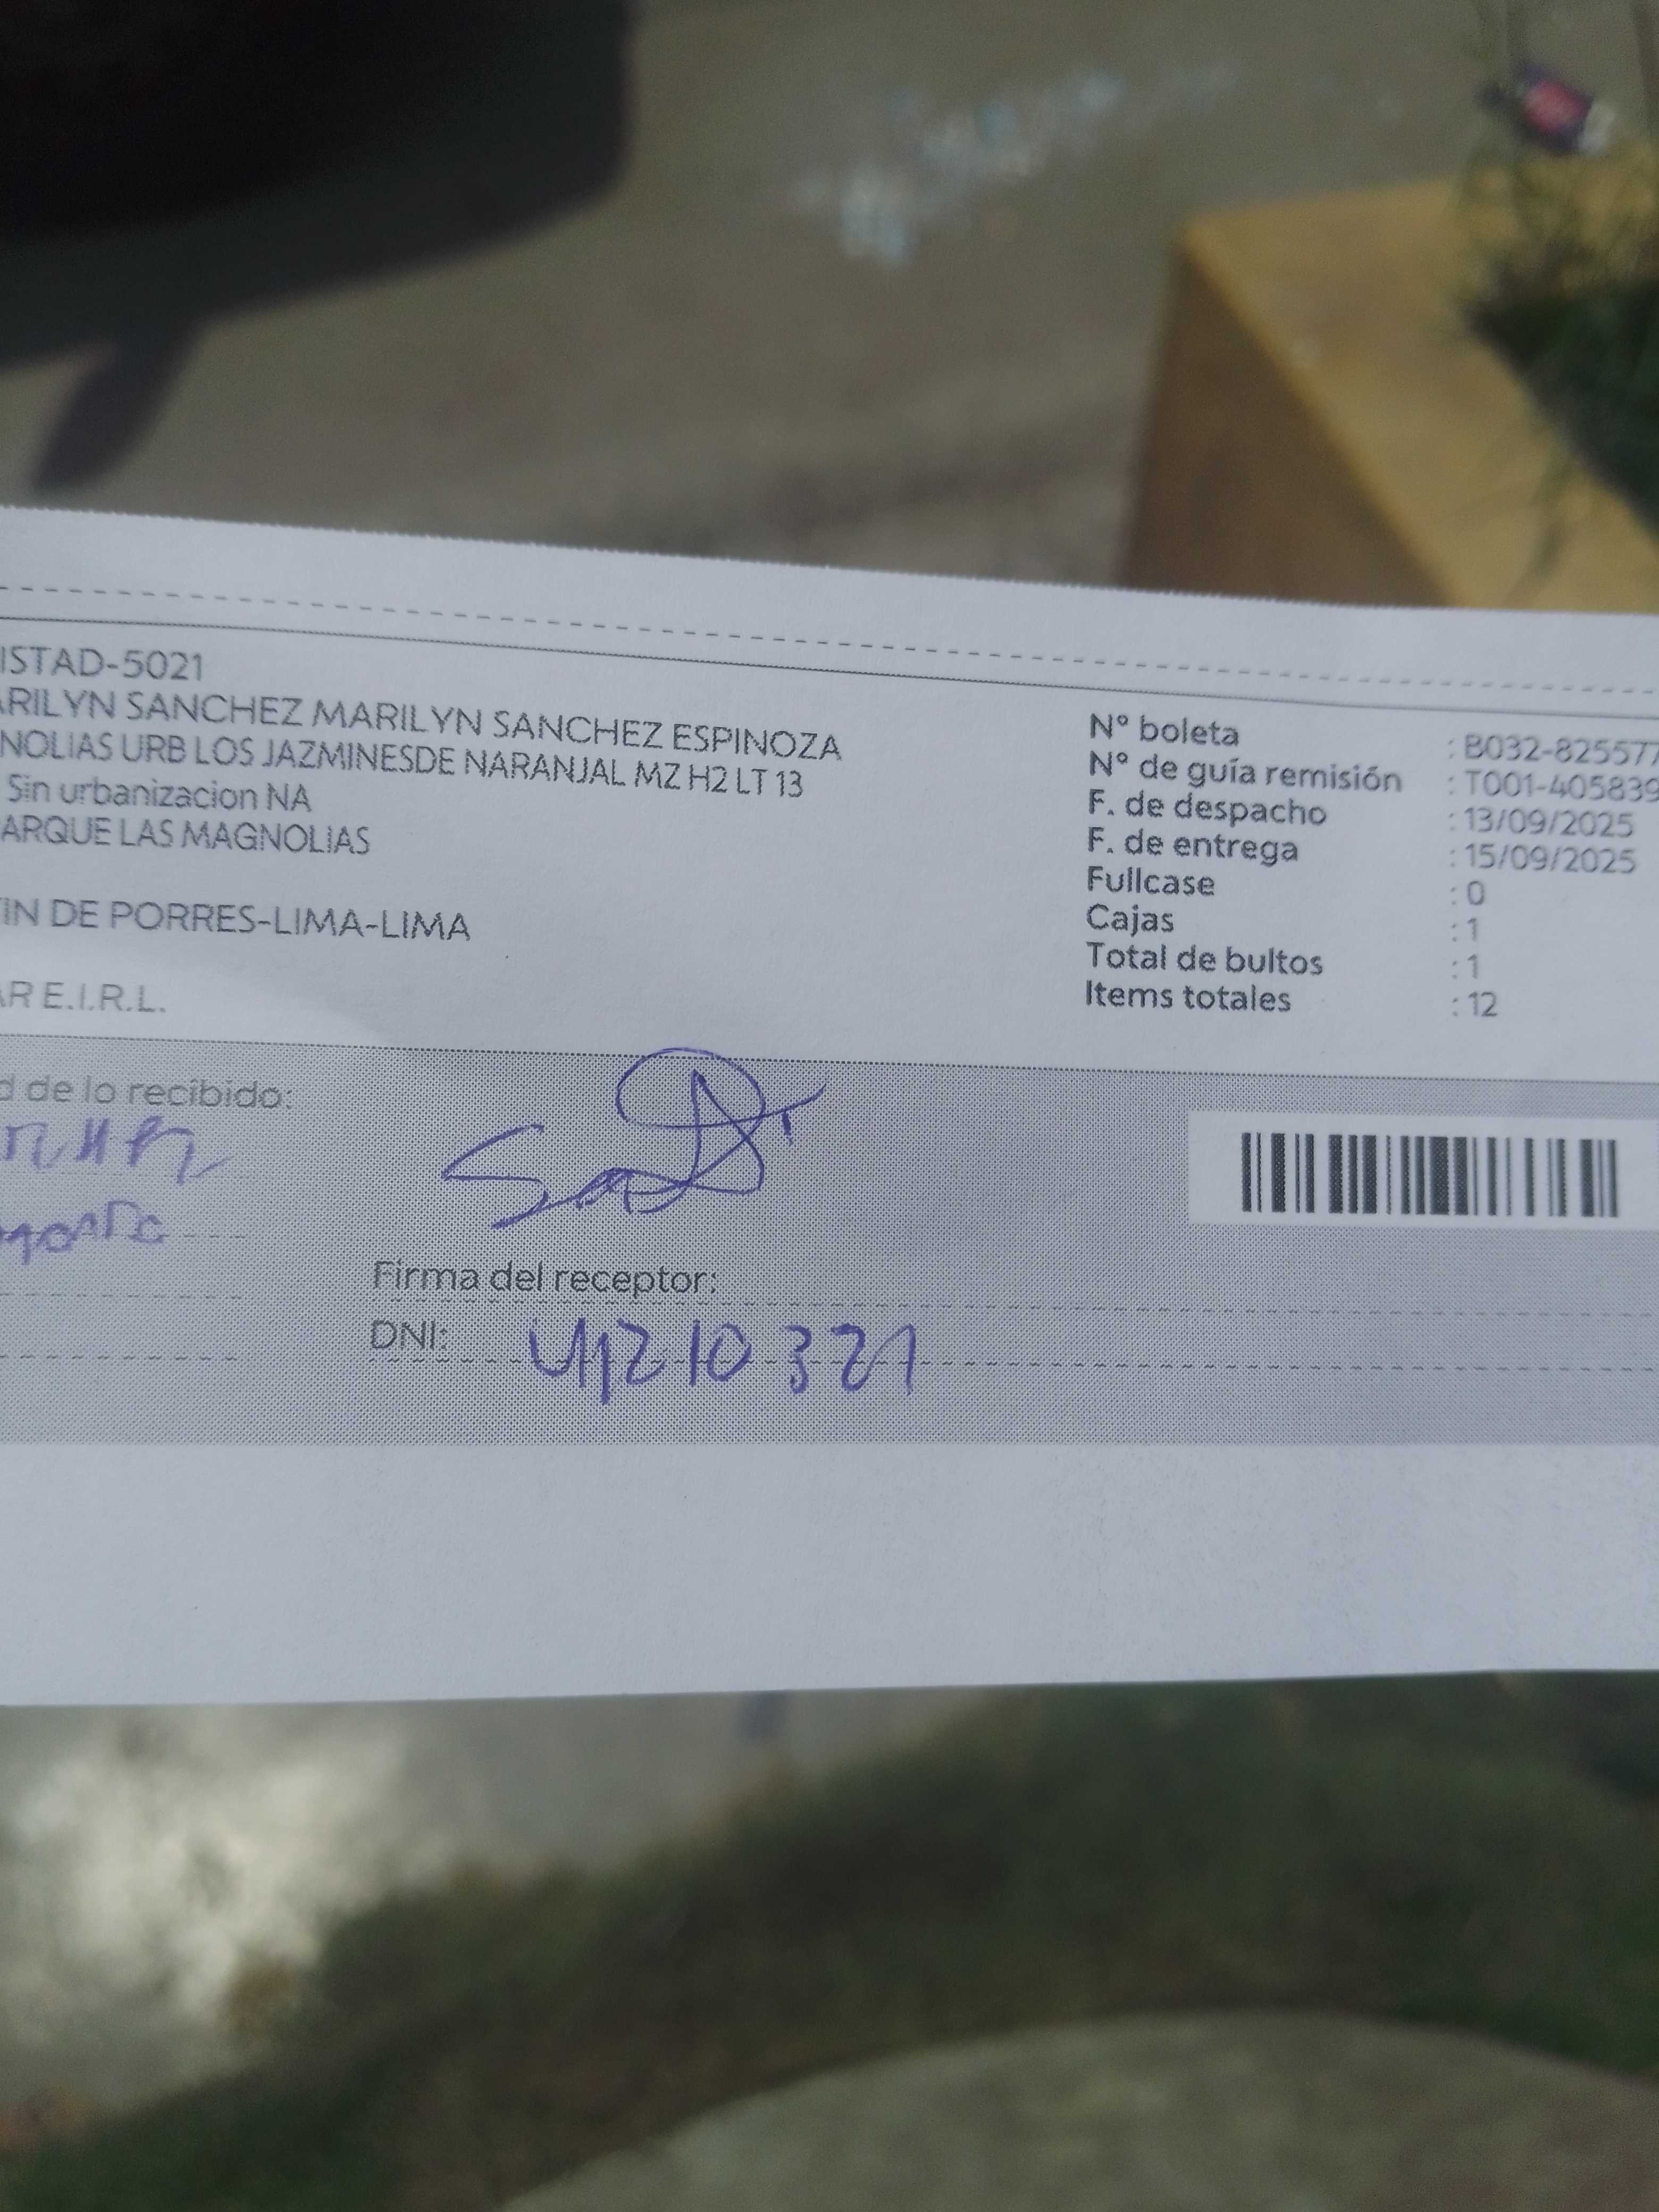 ISTAD-5021
ARILYN SANCHEZ MARILYN SANCHEZ ESPINOZA
NOLIAS URB LOS JAZMINESDE NARANJAL MZ H2 LT 13
Sin urbanizacion NA
ARQUE LAS MAGNOLIAS
TIN DE PORRES-LIMA-LIMA
AR E.I.R.L.
N° boleta : B032-825577
N° de guía remisión : T001-405839
F. de despacho : 13/09/2025
F. de entrega : 15/09/2025
Fullcase : 0
Cajas : 1
Total de bultos : 1
Items totales : 12
d de lo recibido:
Firma del receptor:
DNI: 41210321